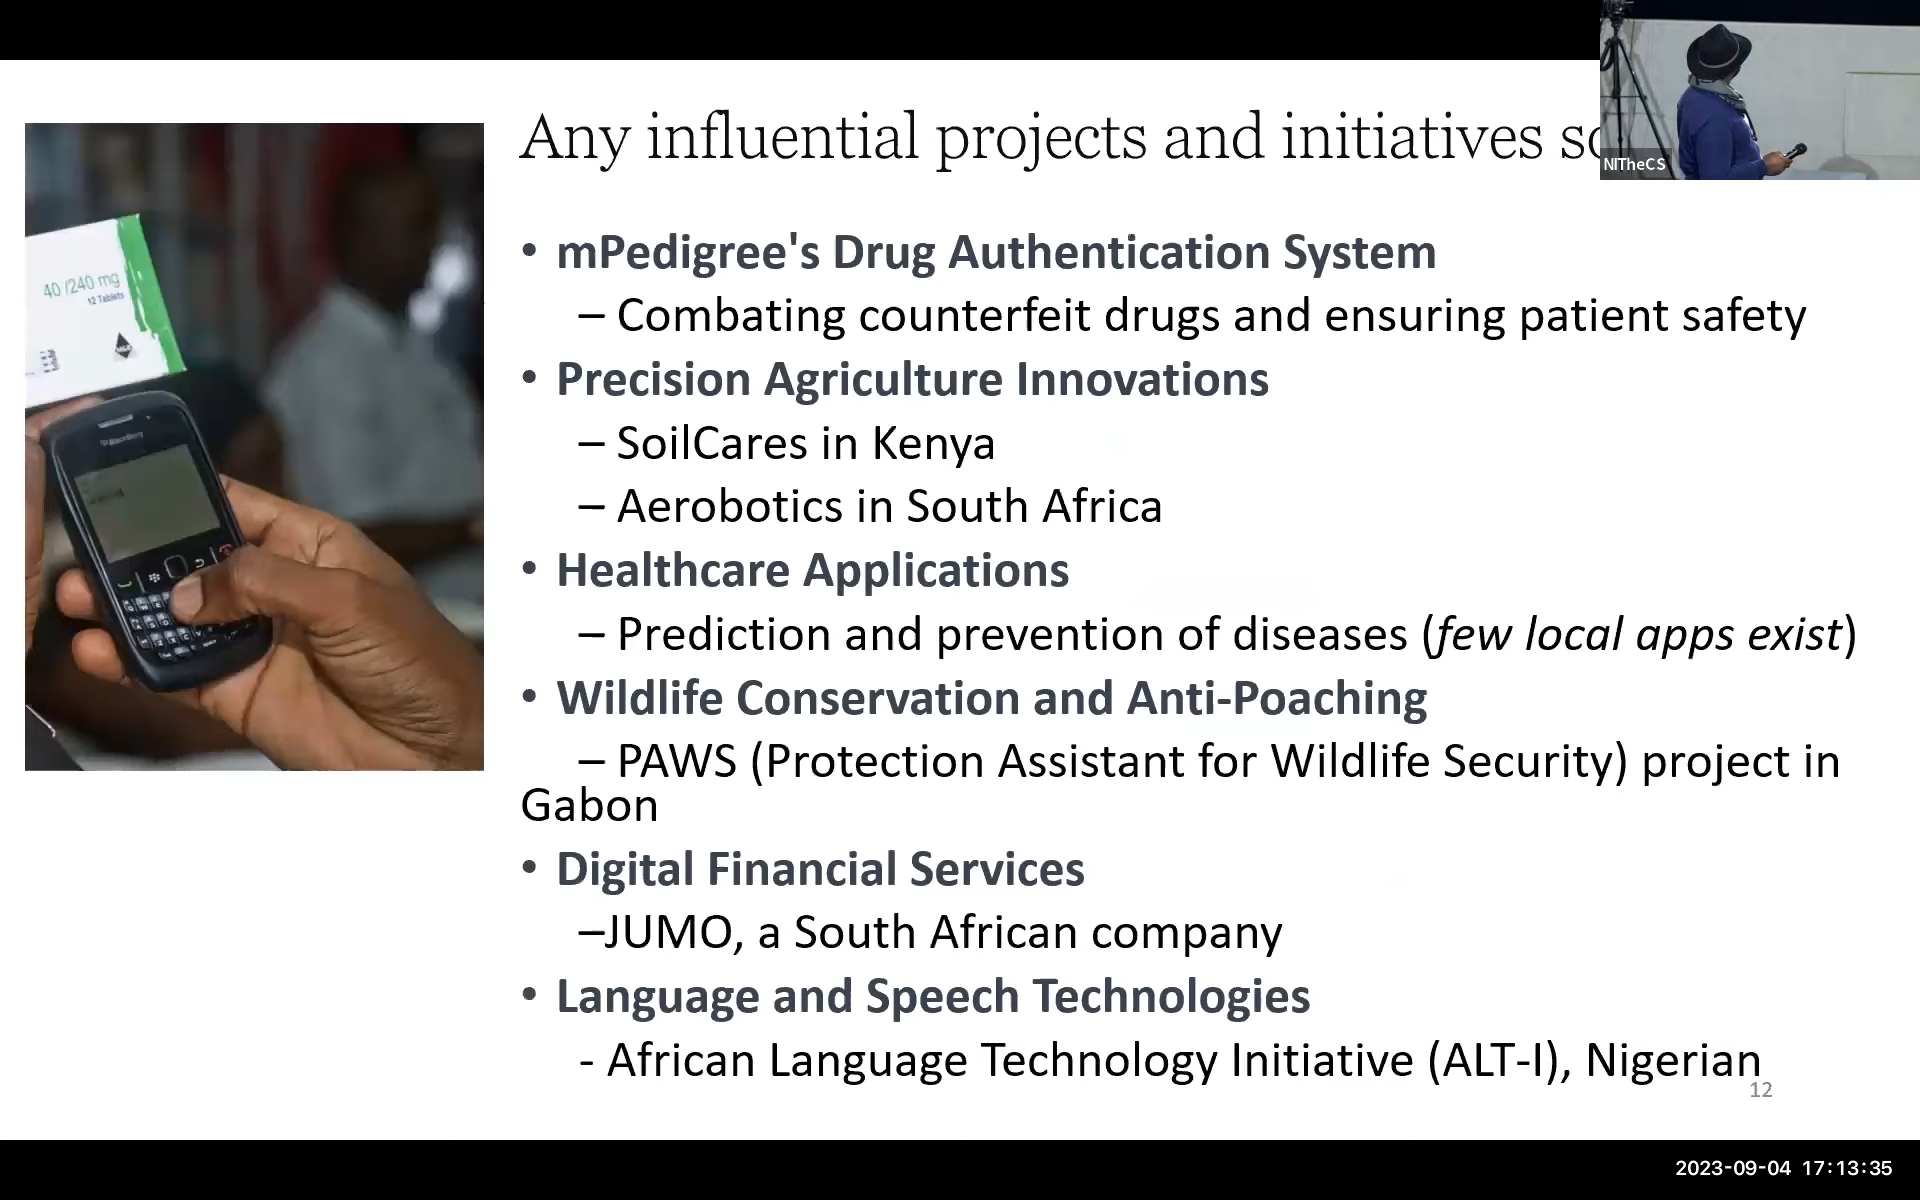 Any influential projects and initiatives so
NITheCS
• mPedigree's Drug Authentication System
– Combating counterfeit drugs and ensuring patient safety
• Precision Agriculture Innovations
– SoilCares in Kenya
– Aerobotics in South Africa
• Healthcare Applications
– Prediction and prevention of diseases (few local apps exist)
• Wildlife Conservation and Anti-Poaching
– PAWS (Protection Assistant for Wildlife Security) project in
Gabon
• Digital Financial Services
–JUMO, a South African company
• Language and Speech Technologies
- African Language Technology Initiative (ALT-I), Nigerian
12
40 /240 mg
12 Tablets
BlackBerry
2023-09-04 17:13:35